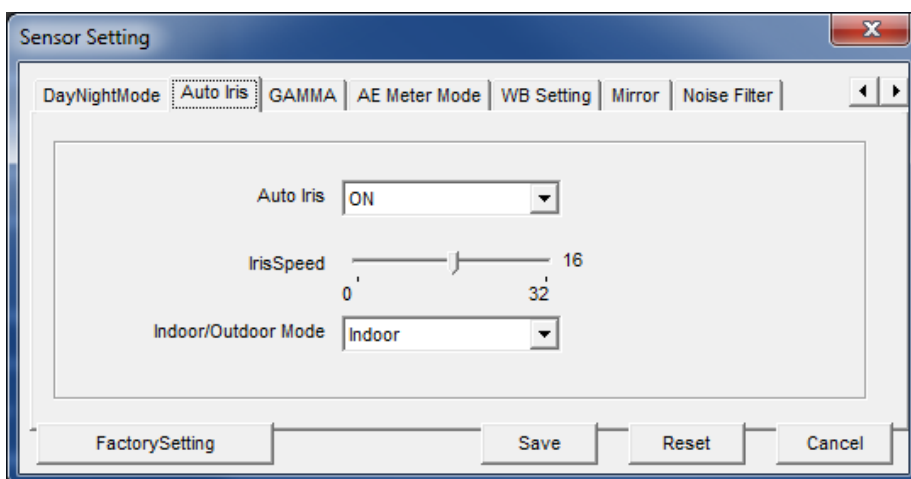 Sensor Setting
DayNightMode Auto Iris GAMMA AE Meter Mode WB Setting Mirror Noise Filter
Auto Iris ON
IrisSpeed 16
0 32
Indoor/Outdoor Mode Indoor
FactorySetting Save Reset Cancel